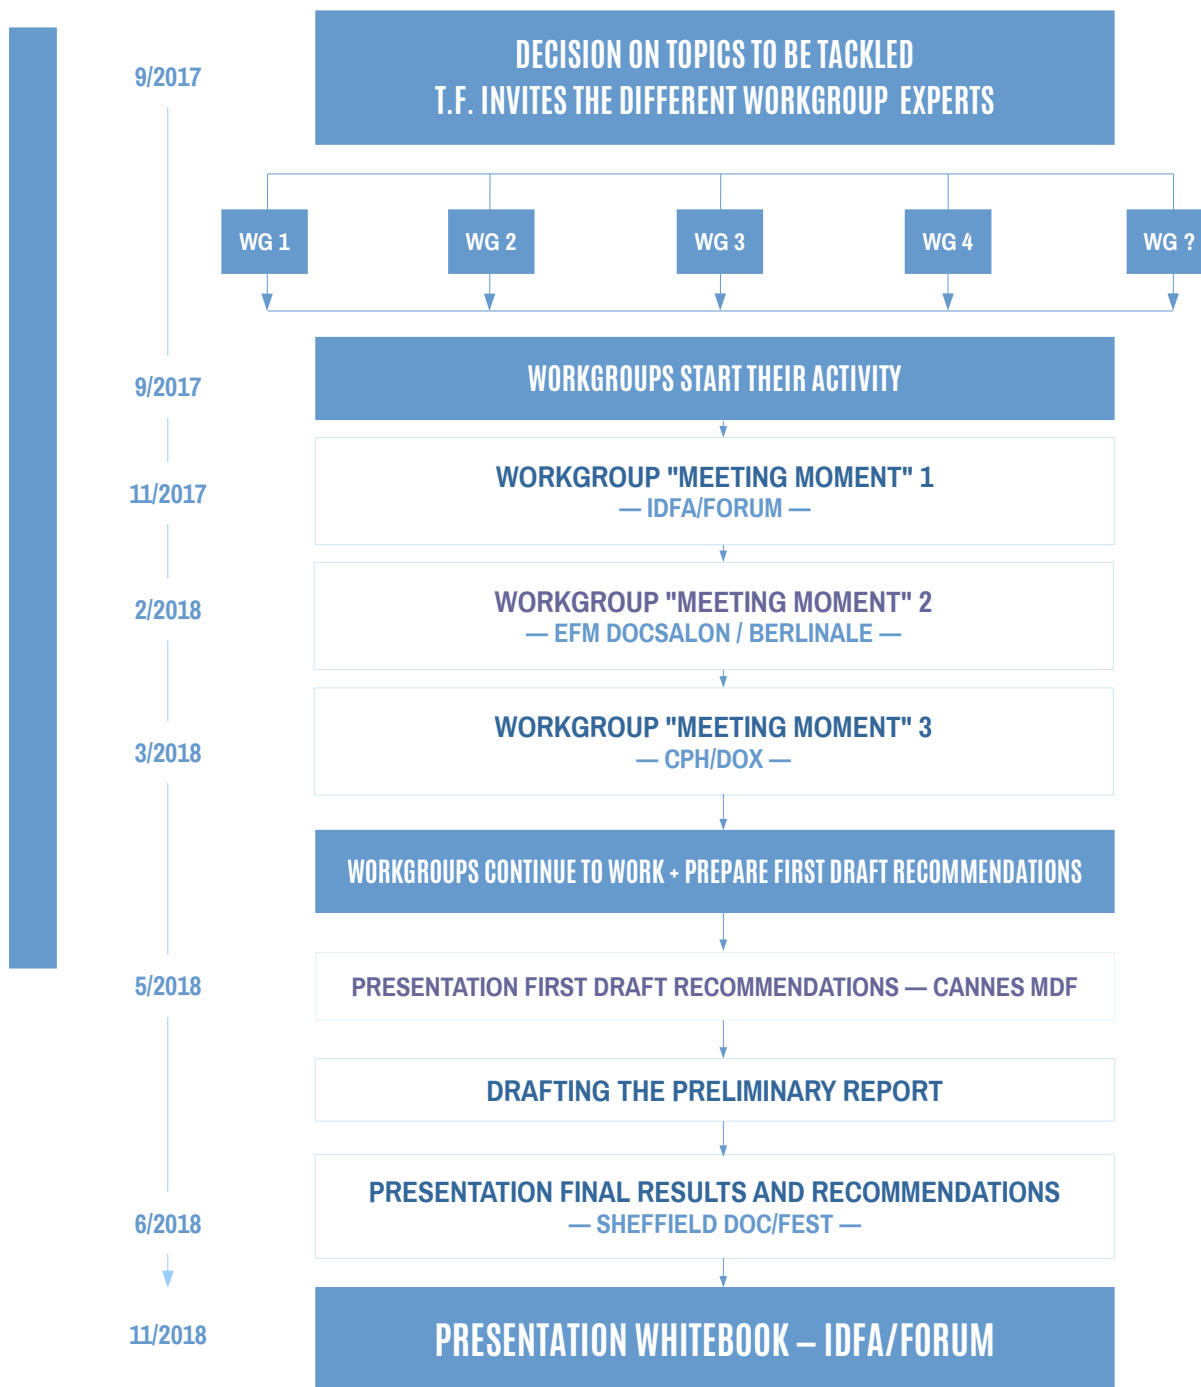 9/2017
DECISION ON TOPICS TO BE TACKLED
T.F. INVITES THE DIFFERENT WORKGROUP EXPERTS
WG 1
WG 2
WG 3
WG 4
WG ?
9/2017
WORKGROUPS START THEIR ACTIVITY
11/2017
WORKGROUP "MEETING MOMENT" 1
— IDFA/FORUM —
2/2018
WORKGROUP "MEETING MOMENT" 2
— EFM DOCSALON / BERLINALE —
3/2018
WORKGROUP "MEETING MOMENT" 3
— CPH/DOX —
WORKGROUPS CONTINUE TO WORK + PREPARE FIRST DRAFT RECOMMENDATIONS
5/2018
PRESENTATION FIRST DRAFT RECOMMENDATIONS — CANNES MDF
DRAFTING THE PRELIMINARY REPORT
6/2018
PRESENTATION FINAL RESULTS AND RECOMMENDATIONS
— SHEFFIELD DOC/FEST —
11/2018
PRESENTATION WHITEBOOK – IDFA/FORUM